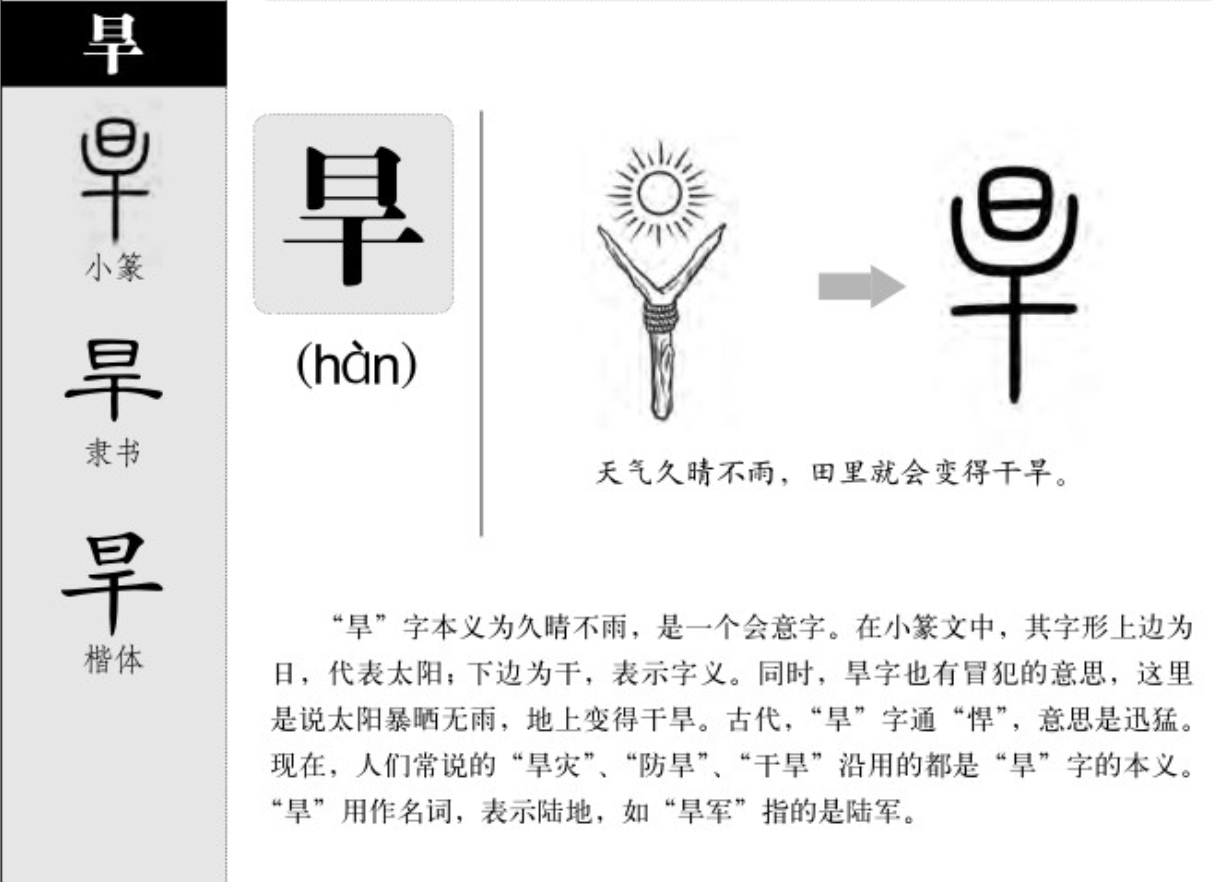 旱
旱
小篆
旱
隶书
旱
楷体
旱
(hàn)
旱
天气久晴不雨，田里就会变得干旱。
“旱”字本义为久晴不雨，是一个会意字。在小篆文中，其字形上边为
日，代表太阳；下边为干，表示字义。同时，旱字也有冒犯的意思，这里
是说太阳暴晒无雨，地上变得干旱。古代，“旱”字通“悍”，意思是迅猛。
现在，人们常说的“旱灾”、“防旱”、“干旱”沿用的都是“旱”字的本义。
“旱”用作名词，表示陆地，如“旱军”指的是陆军。